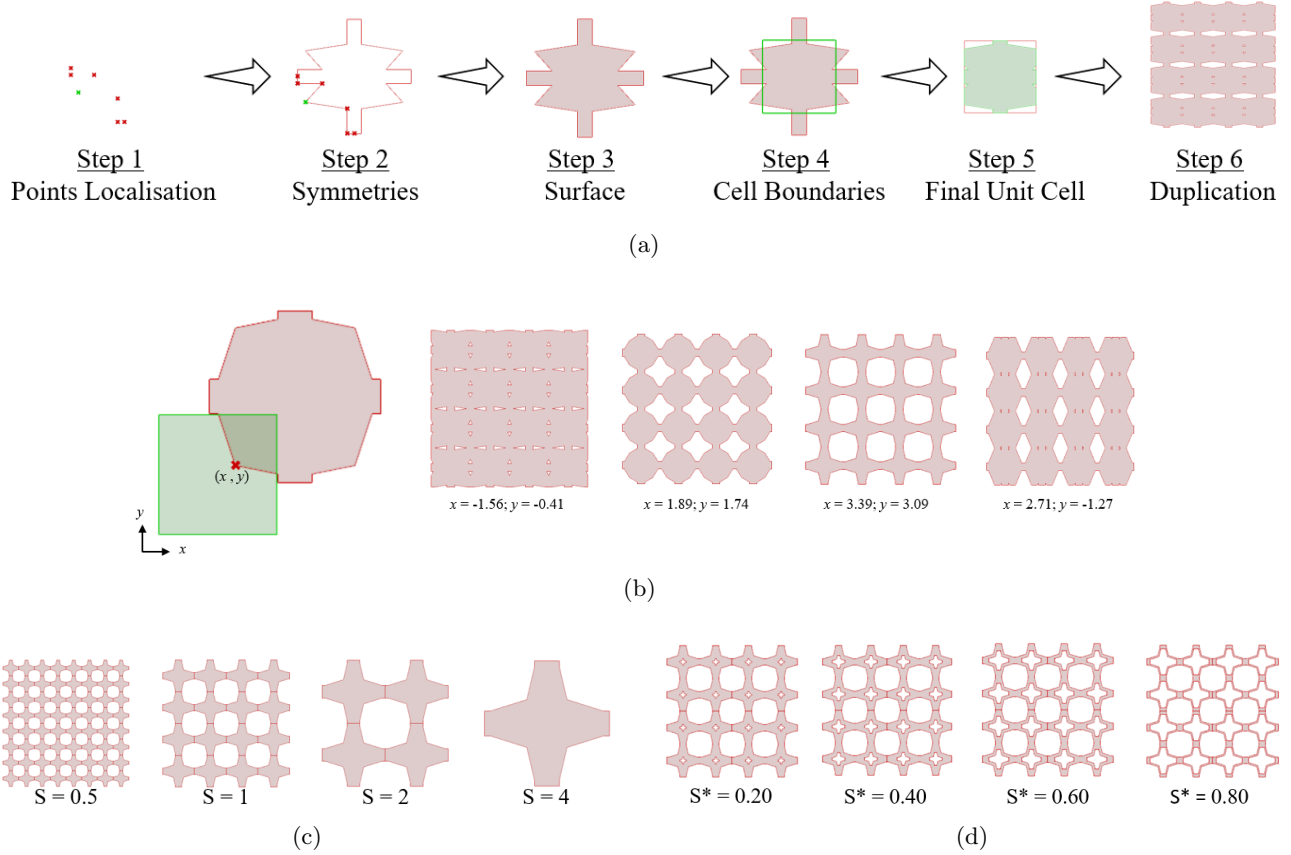 Step 1 Step 2 Step 3 Step 4 Step 5 Step 6
Points Localisation Symmetries Surface Cell Boundaries Final Unit Cell Duplication
(a)
(x , y)
y
x
x = -1.56; y = -0.41 x = 1.89; y = 1.74 x = 3.39; y = 3.09 x = 2.71; y = -1.27
(b)
S = 0.5 S = 1 S = 2 S = 4 S* = 0.20 S* = 0.40 S* = 0.60 S* = 0.80
(c) (d)